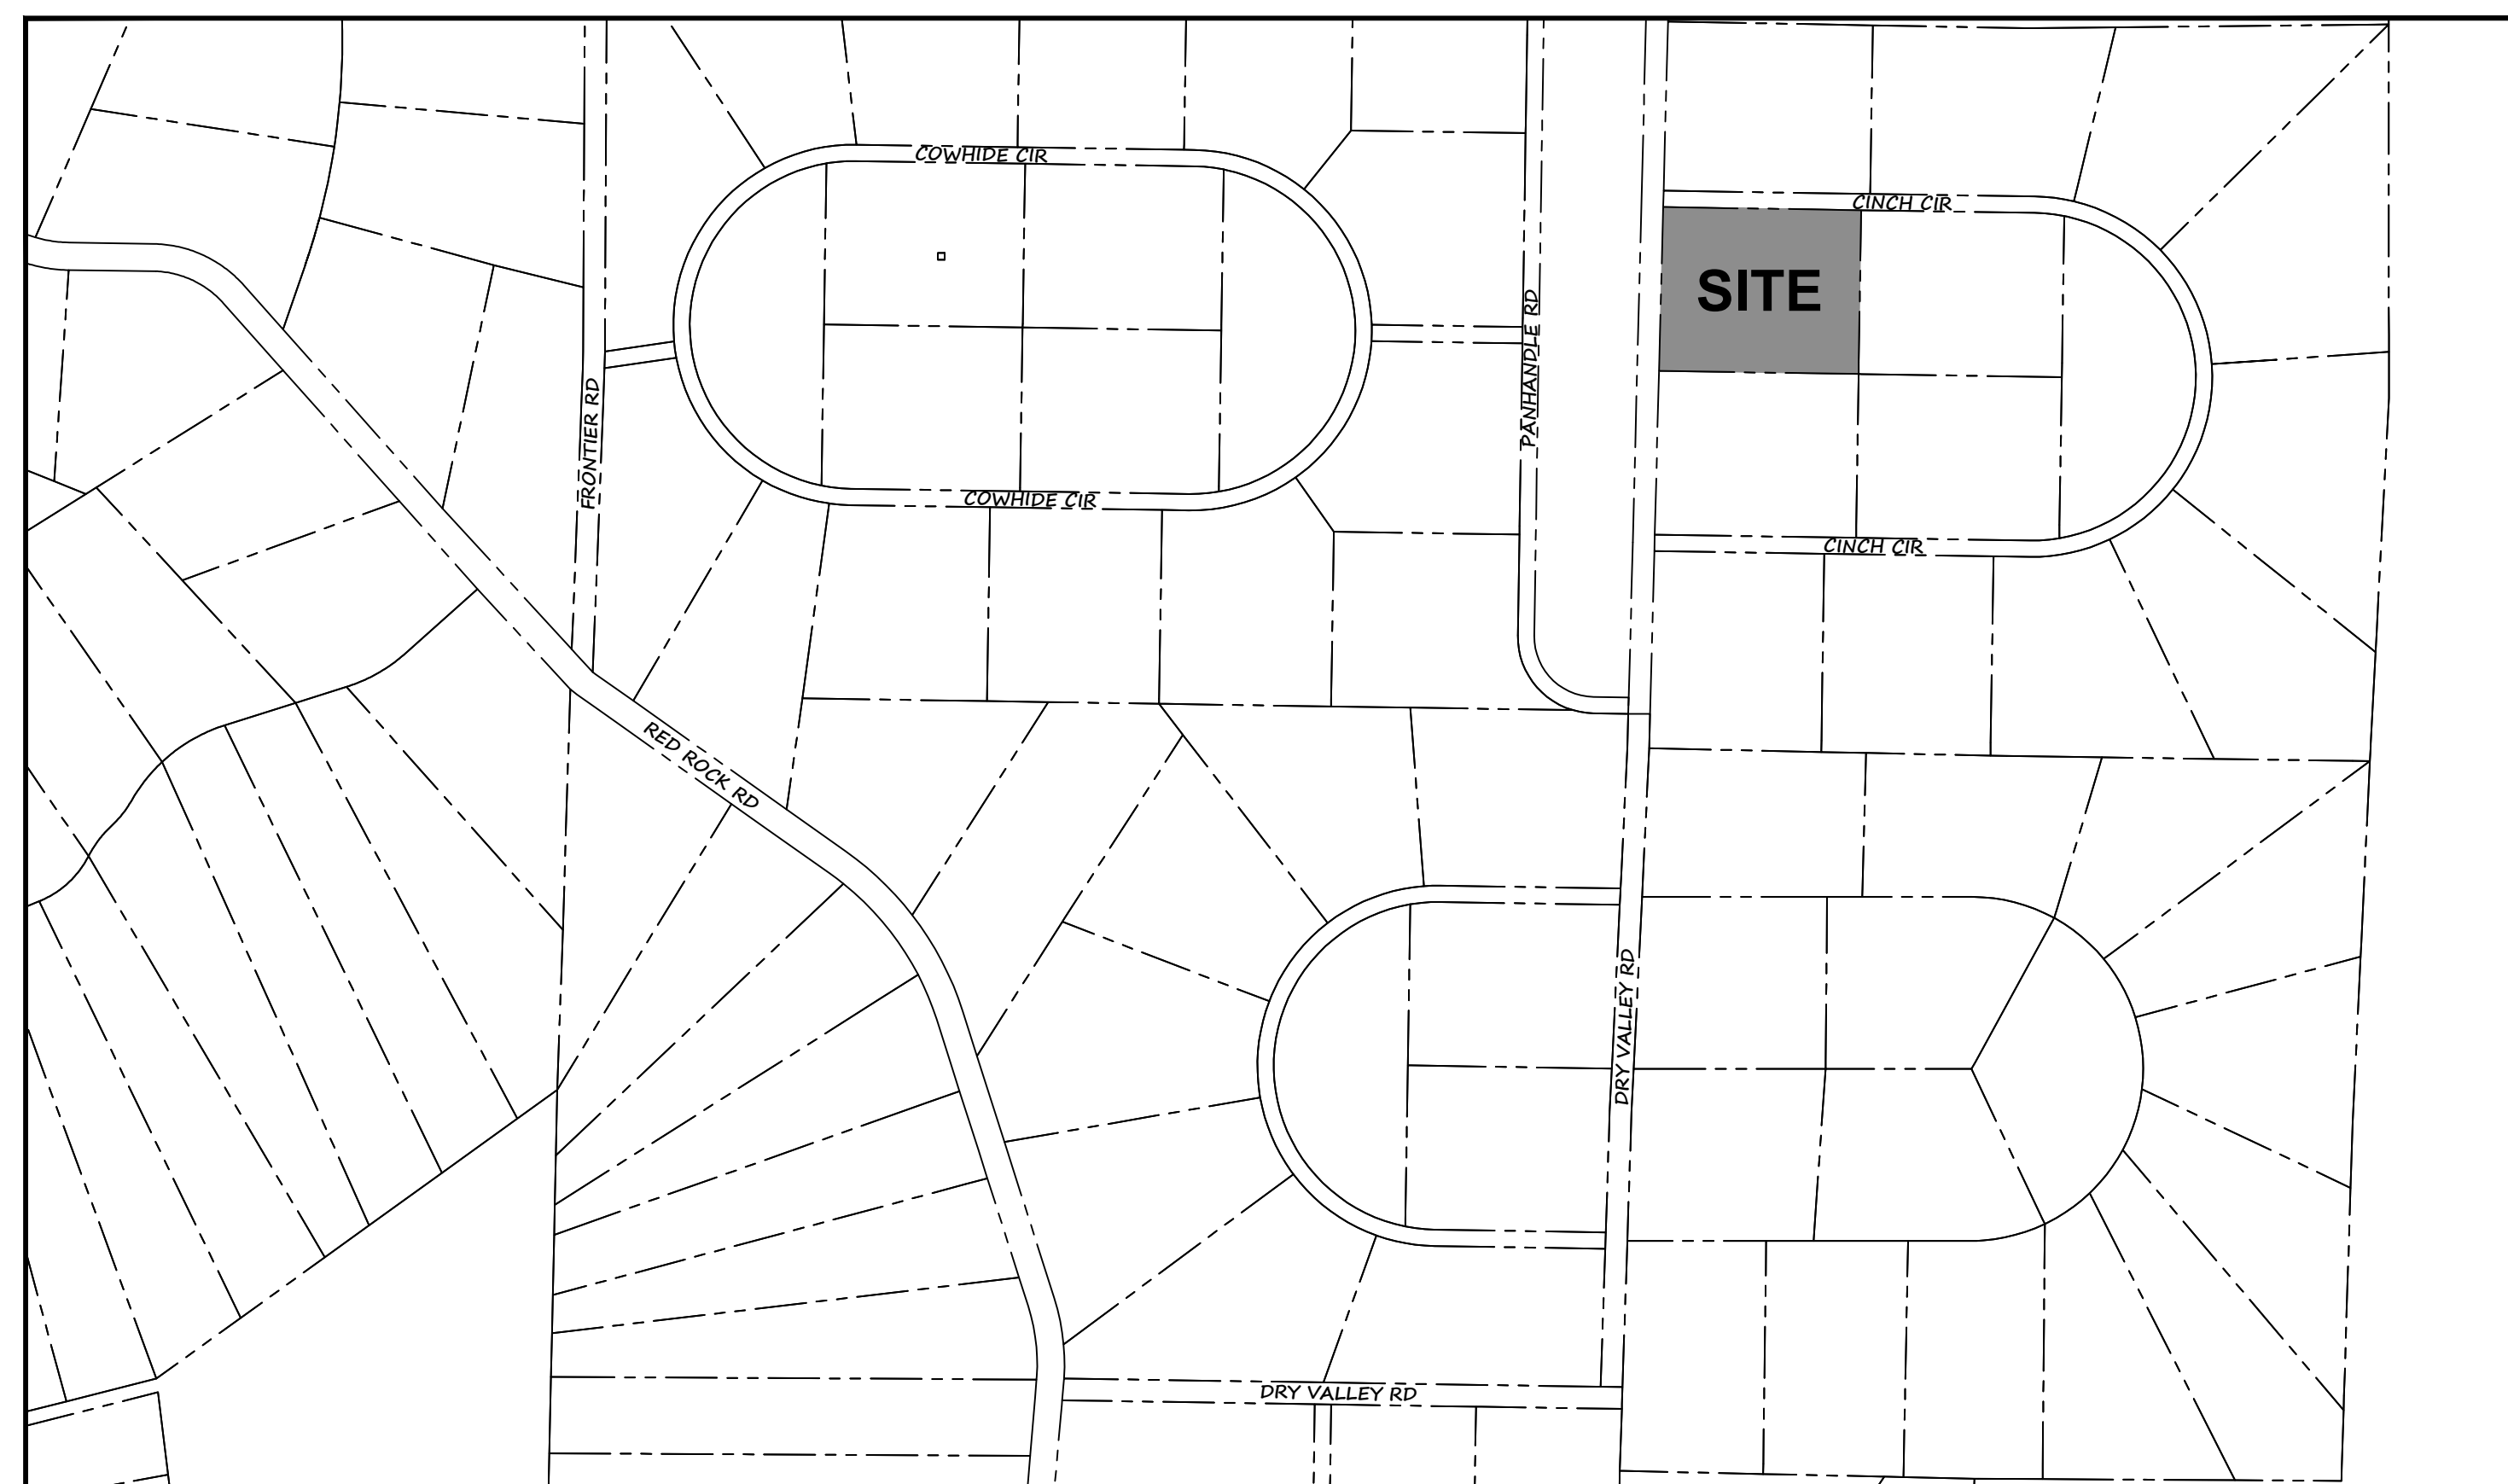 COWHIDE CIR
CINCH CIR
SITE
PANHANDLE RD
FRONTIER RD
COWHIDE CIR
CINCH CIR
RED ROCK RD
DRY VALLEY RD
DRY VALLEY RD